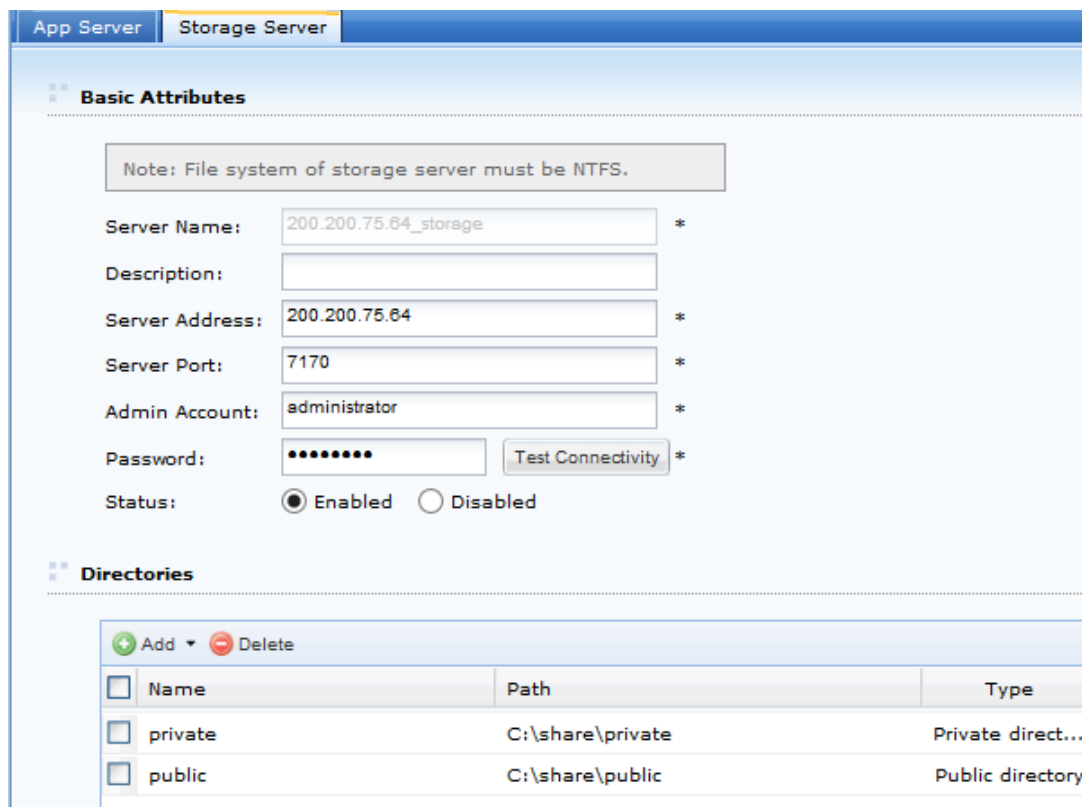 App Server Storage Server
Basic Attributes
Note: File system of storage server must be NTFS.
Server Name: 200.200.75.64_storage *
Description:
Server Address: 200.200.75.64 *
Server Port: 7170 *
Admin Account: administrator *
Password: •••••••• Test Connectivity *
Status: Enabled Disabled
Directories
Add Delete
Name Path Type
private C:\share\private Private direct...
public C:\share\public Public directory